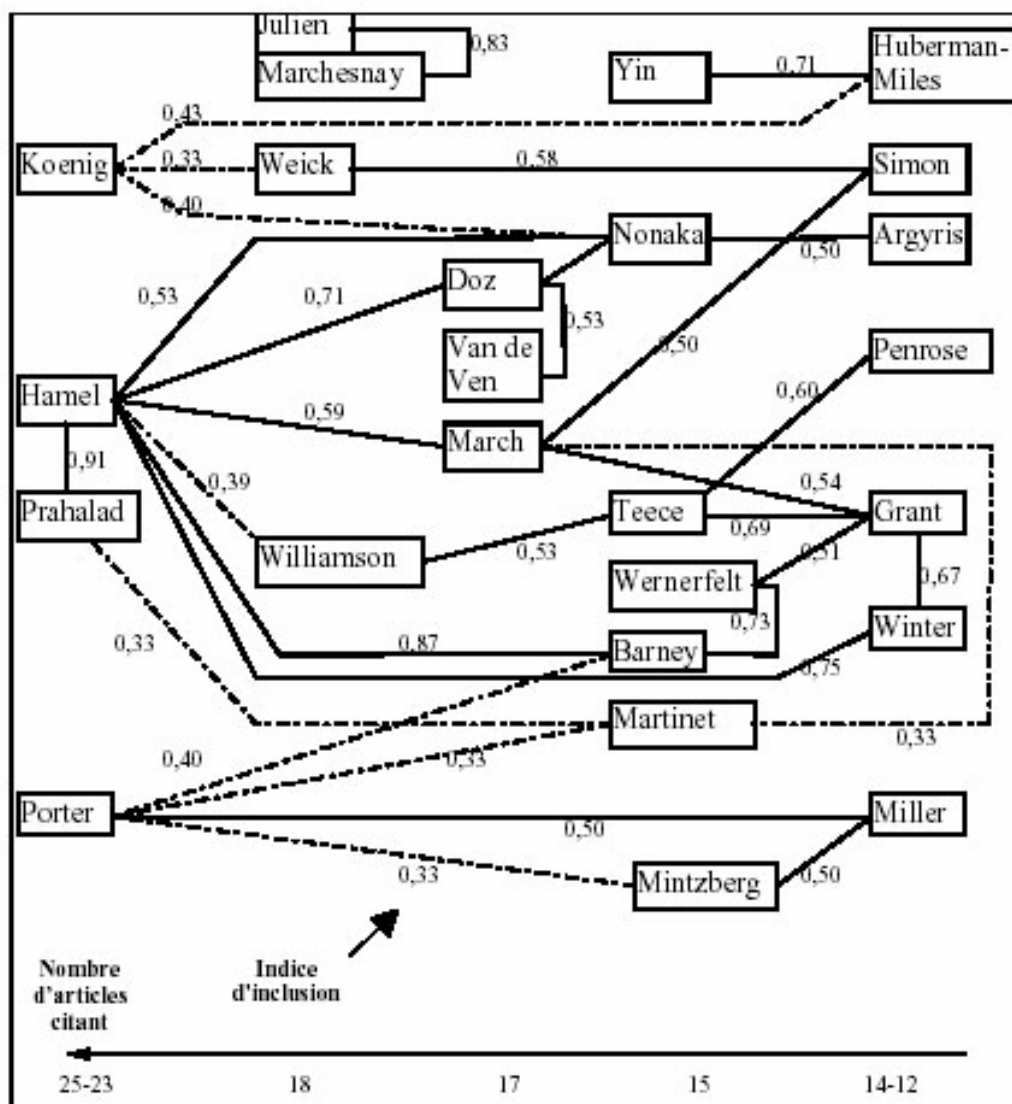 Julien
0,83
Marchesnay
Yin
0,71
Huberman-
Miles
0,43
Koenig
0,33
Weick
0,58
Simon
0,40
Nonaka
0,50
Argyris
0,53
0,71
Doz
0,53
Van de
Ven
0,50
Penrose
0,60
Hamel
0,59
March
0,91
0,39
0,54
Prahalad
Teece
0,69
Grant
Williamson
0,53
Wernerfelt
0,51
0,67
0,73
0,33
0,87
Barney
0,75
Winter
Martinet
0,33
0,40
0,33
Porter
0,50
Miller
0,33
Mintzberg
0,50
Nombre
d'articles
citant
Indice
d'inclusion
25-23
18
17
15
14-12